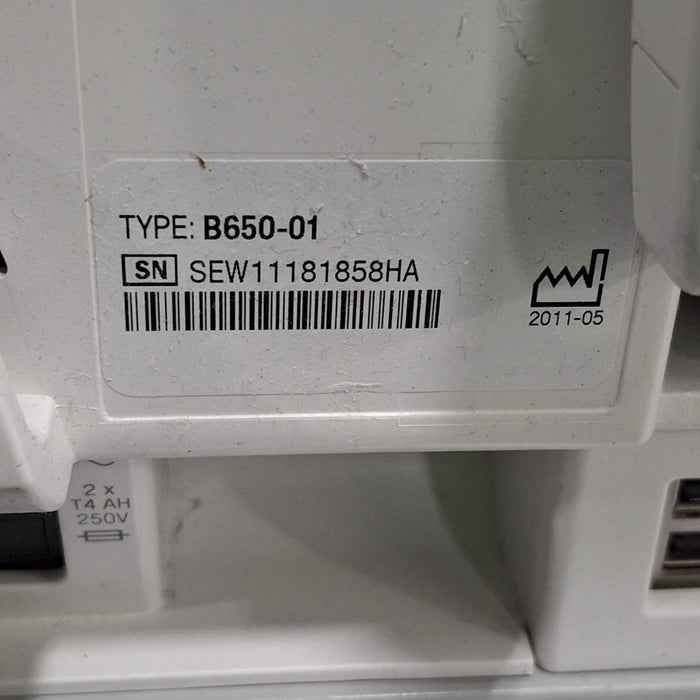 TYPE: B650-01
SN SEW11181858HA
2011-05
2 x
T4 AH
250V